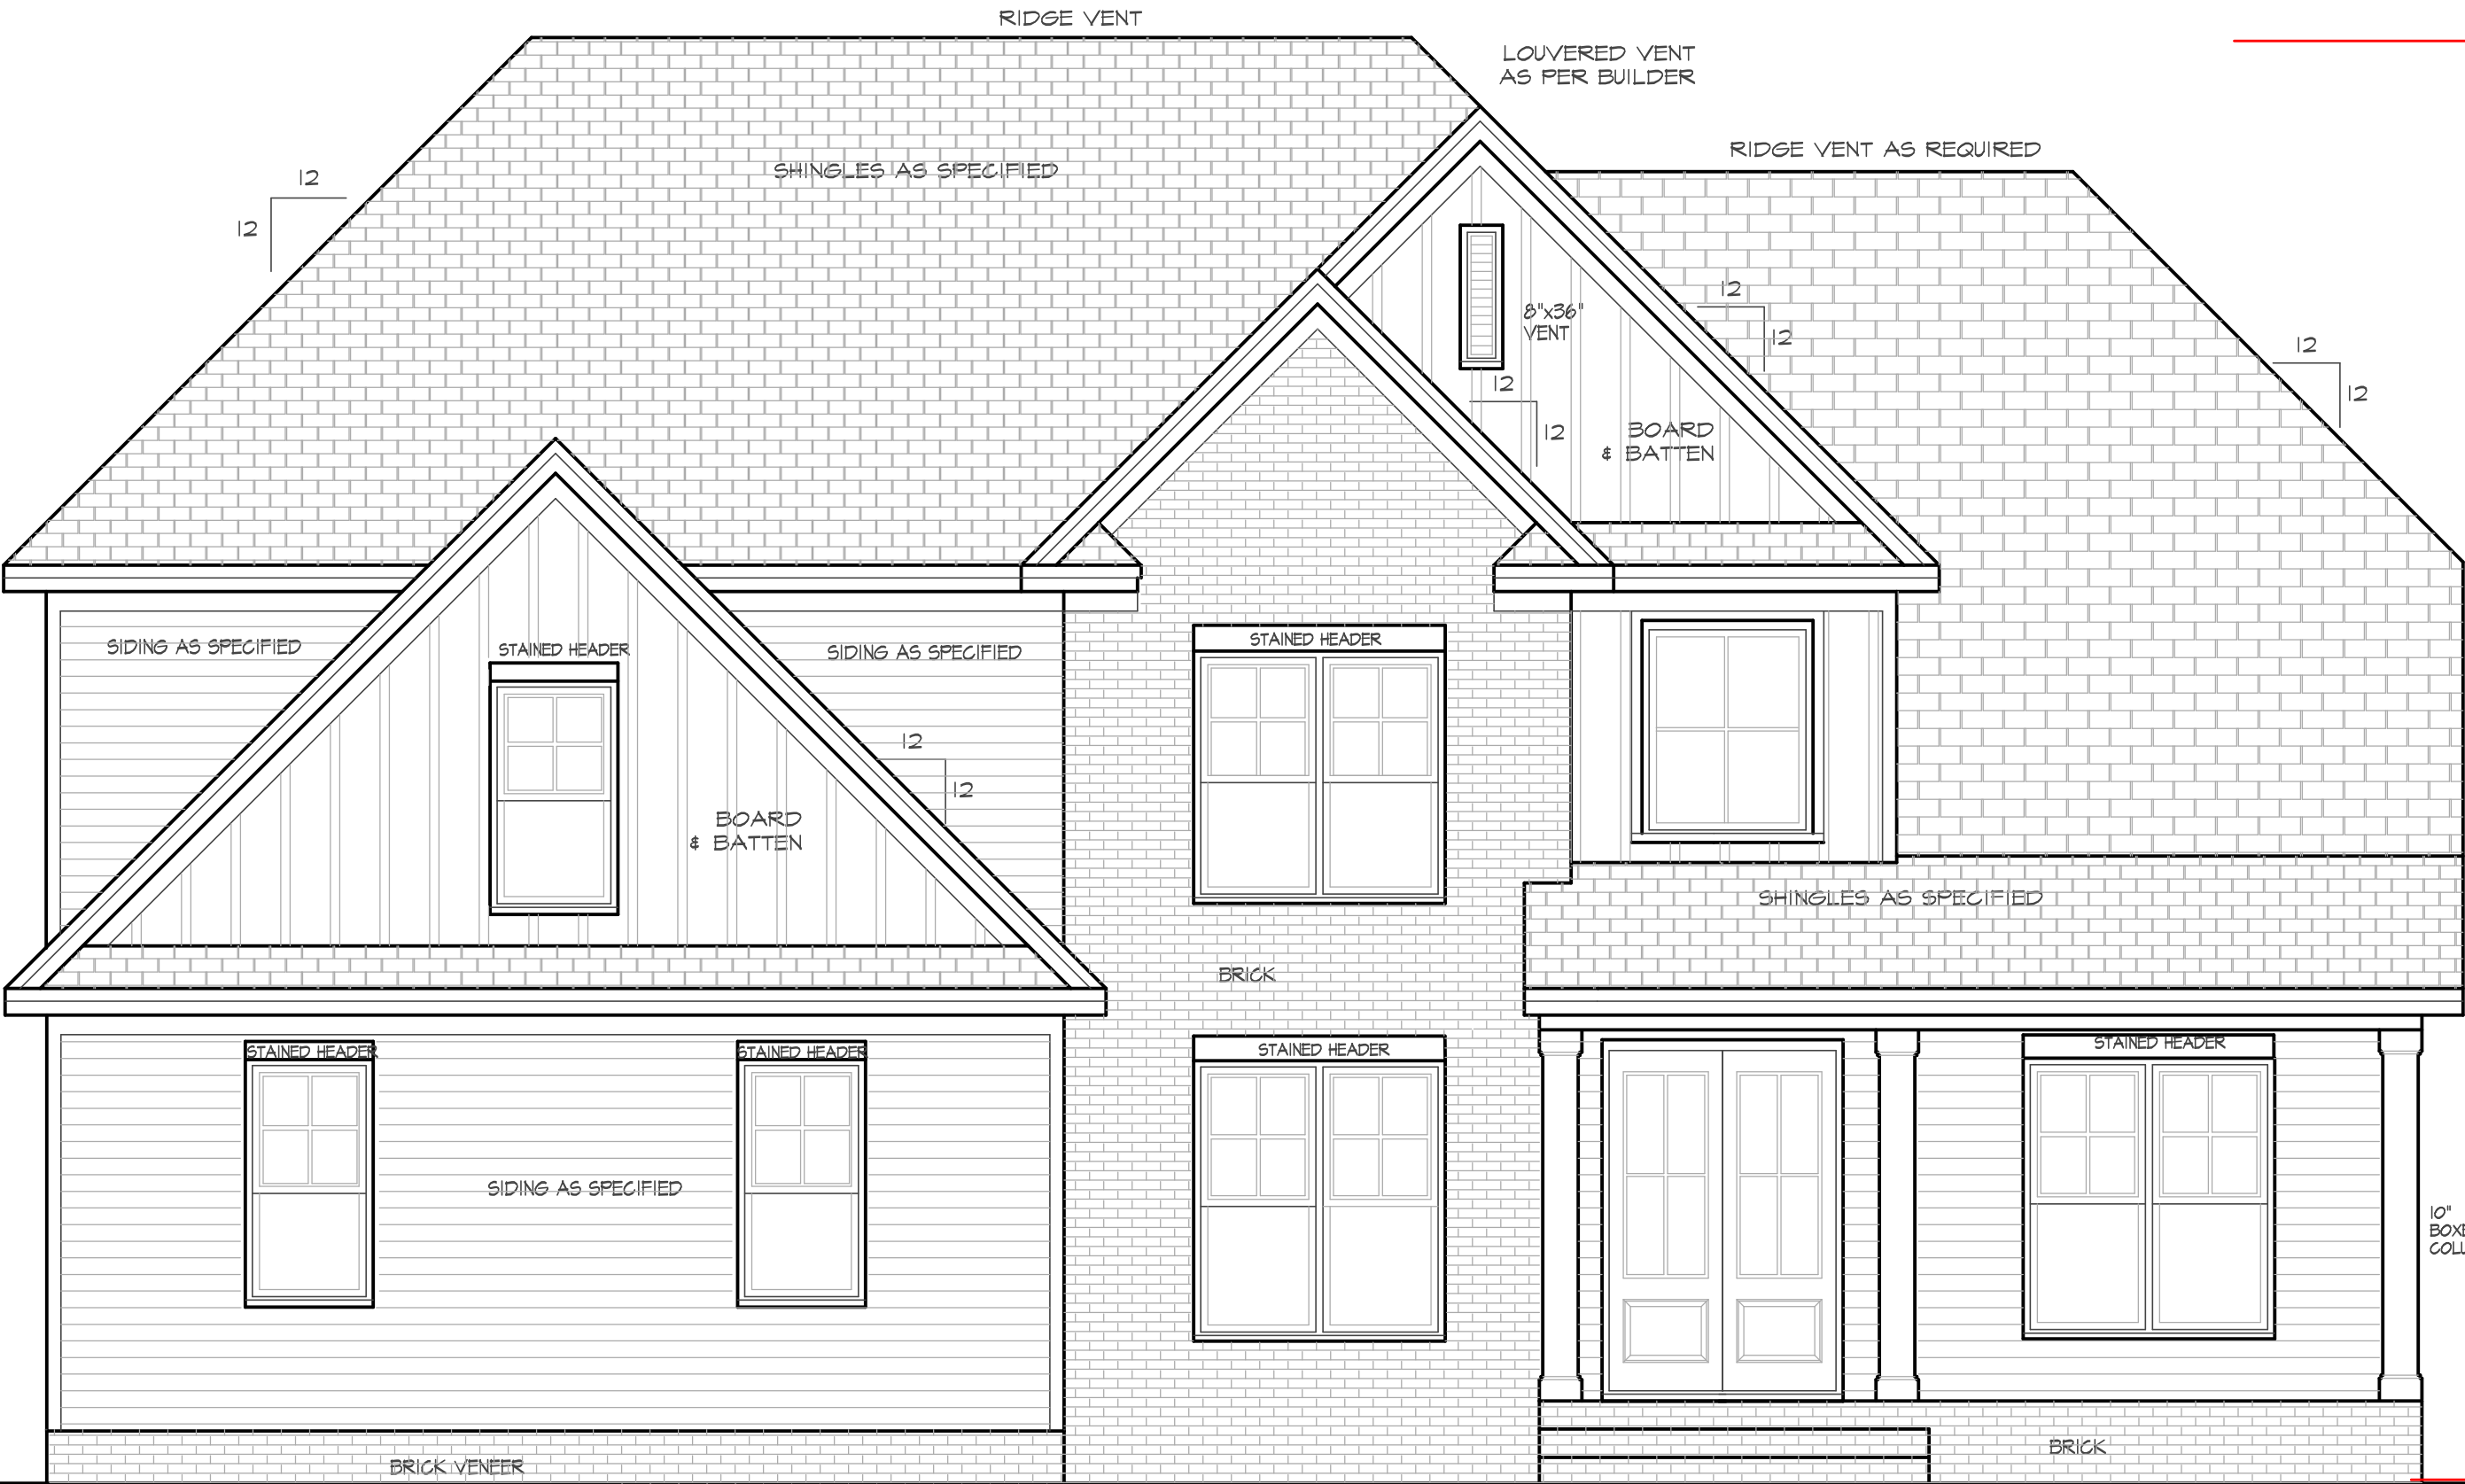 RIDGE VENT
LOUVERED VENT
AS PER BUILDER
RIDGE VENT AS REQUIRED
SHINGLES AS SPECIFIED
12
12
12
12
8"x36"
VENT
12
12
12
12
BOARD
& BATTEN
SIDING AS SPECIFIED
STAINED HEADER
SIDING AS SPECIFIED
STAINED HEADER
12
12
BOARD
& BATTEN
SHINGLES AS SPECIFIED
BRICK
STAINED HEADER
STAINED HEADER
STAINED HEADER
STAINED HEADER
SIDING AS SPECIFIED
10"
BRICK
BRICK VENEER